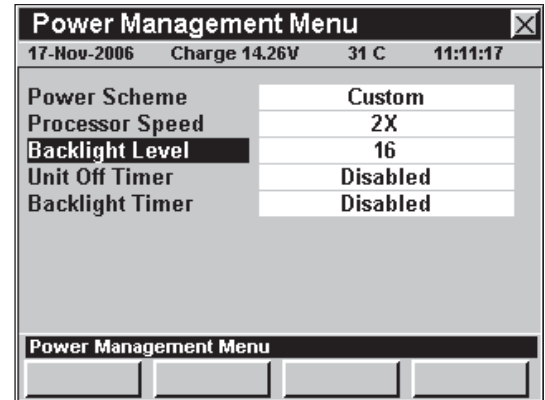 Power Management Menu
17-Nov-2006 Charge 14.26V 31 C 11:11:17
Power Scheme Custom
Processor Speed 2X
Backlight Level 16
Unit Off Timer Disabled
Backlight Timer Disabled
Power Management Menu